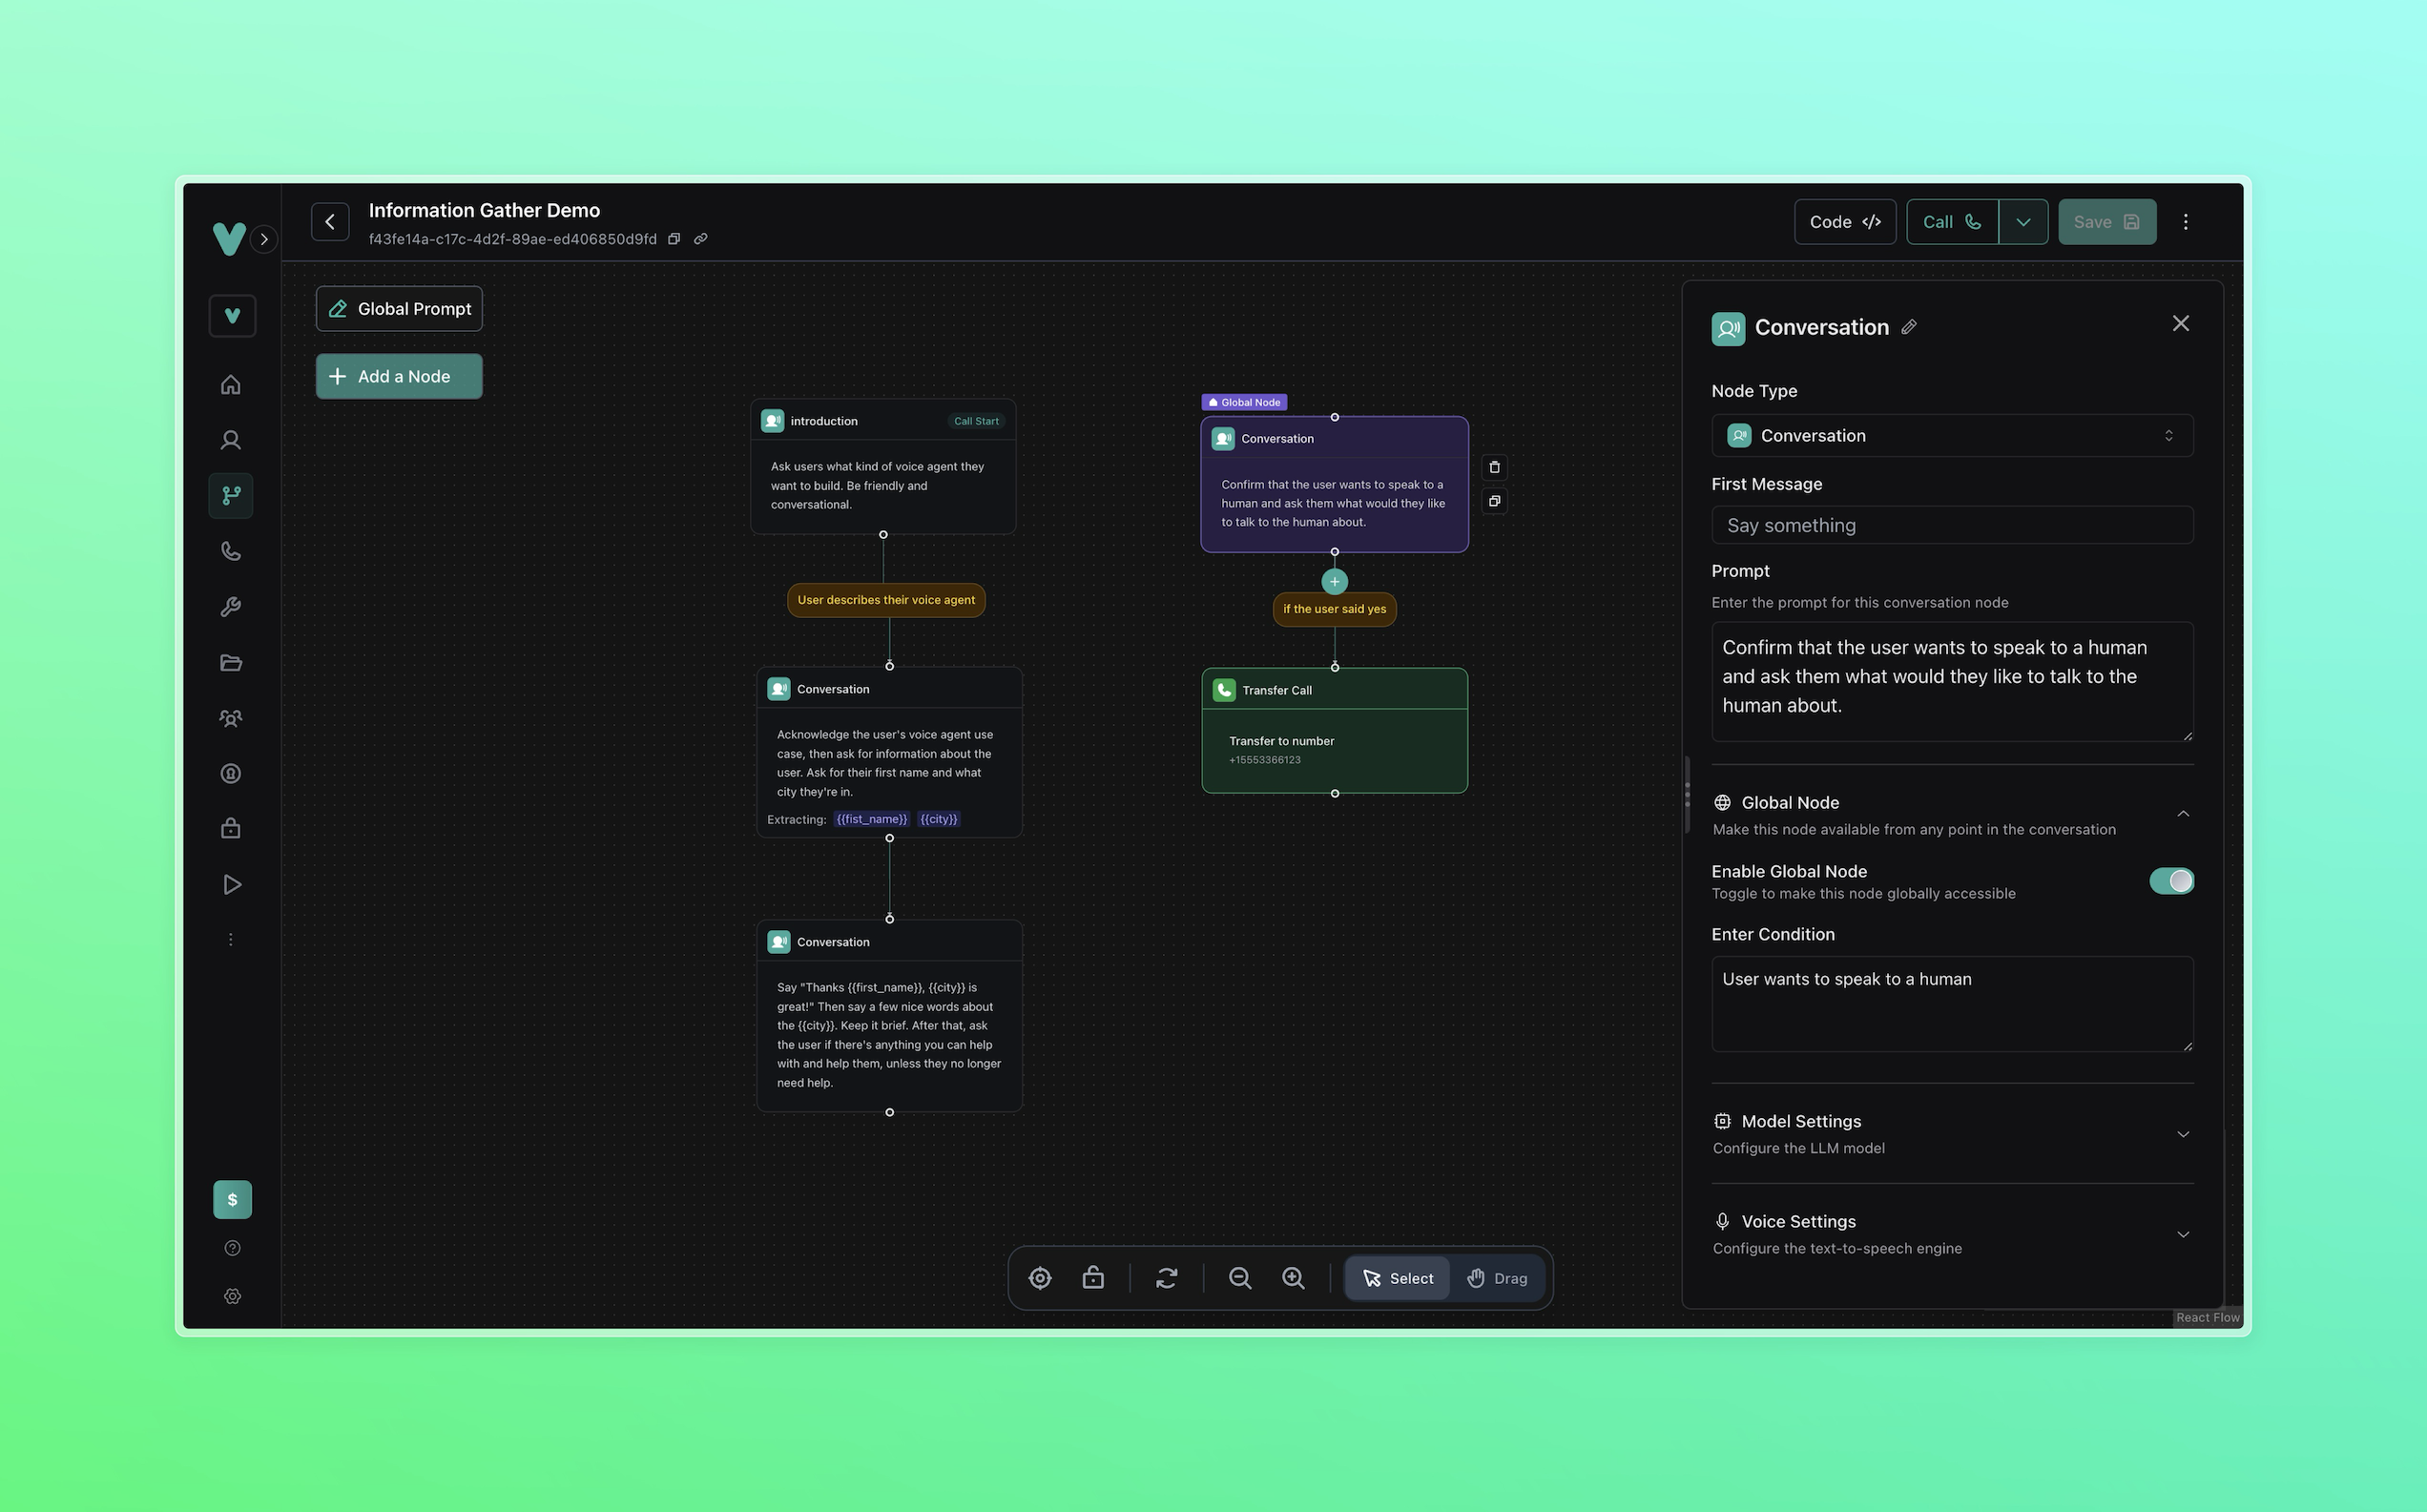 Information Gather Demo
f43fe14a-c17c-4d2f-89ae-ed406850d9fd
Code </>
Call
Save
Global Prompt
Add a Node
introduction
Call Start
Ask users what kind of voice agent they
want to build. Be friendly and
conversational.
User describes their voice agent
Conversation
Acknowledge the user's voice agent use
case, then ask for information about the
user. Ask for their first name and what
city they're in.
Extracting: {{fist_name}} {{city}}
Conversation
Say "Thanks {{first_name}}, {{city}} is
great!" Then say a few nice words about
the {{city}}. Keep it brief. After that, ask
the user if there's anything you can help
with and help them, unless they no longer
need help.
Global Node
Conversation
Confirm that the user wants to speak to a
human and ask them what would they like
to talk to the human about.
if the user said yes
Transfer Call
Transfer to number
+15553366123
Conversation
Node Type
Conversation
First Message
Say something
Prompt
Enter the prompt for this conversation node
Confirm that the user wants to speak to a human
and ask them what would they like to talk to the
human about.
Global Node
Make this node available from any point in the conversation
Enable Global Node
Toggle to make this node globally accessible
Enter Condition
User wants to speak to a human
Model Settings
Configure the LLM model
Voice Settings
Configure the text-to-speech engine
$
Select
Drag
React Flow